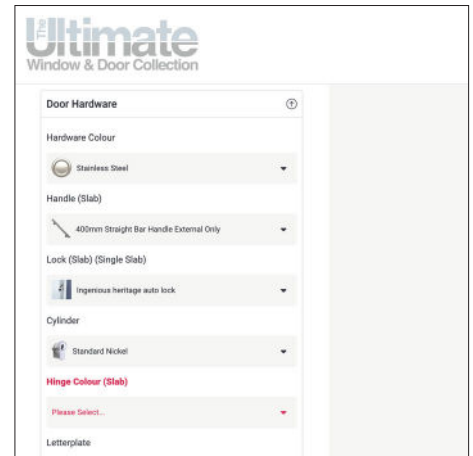 The
Ultimate
Window & Door Collection
Door Hardware
Hardware Colour
Stainless Steel
Handle (Slab)
400mm Straight Bar Handle External Only
Lock (Slab) (Single Slab)
Ingenious heritage auto lock
Cylinder
Standard Nickel
Hinge Colour (Slab)
Please Select...
Letterplate